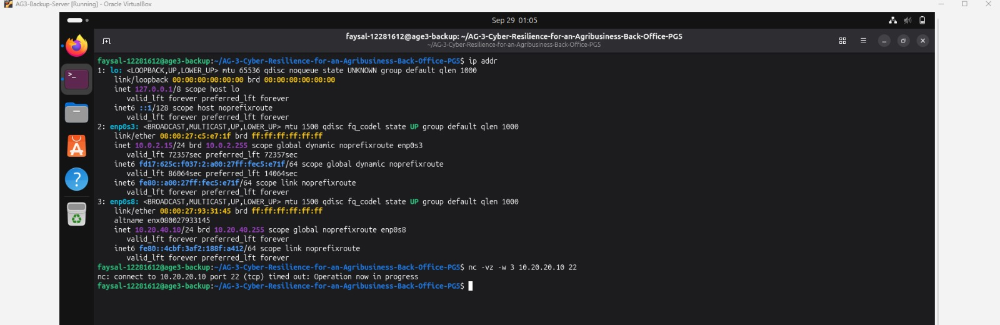 AG3-Backup-Server [Running] - Oracle VirtualBox
Sep 29 01:05
faysal-12281612@age3-backup: ~/AG-3-Cyber-Resilience-for-an-Agribusiness-Back-Office-PG5
~/AG-3-Cyber-Resilience-for-an-Agribusiness-Back-Office-PG5
faysal-12281612@age3-backup:~/AG-3-Cyber-Resilience-for-an-Agribusiness-Back-Office-PG5$ ip addr
1: lo: <LOOPBACK,UP,LOWER_UP> mtu 65536 qdisc noqueue state UNKNOWN group default qlen 1000
    link/loopback 00:00:00:00:00:00 brd 00:00:00:00:00:00
    inet 127.0.0.1/8 scope host lo
       valid_lft forever preferred_lft forever
    inet6 ::1/128 scope host noprefixroute
       valid_lft forever preferred_lft forever
2: enp0s3: <BROADCAST,MULTICAST,UP,LOWER_UP> mtu 1500 qdisc fq_codel state UP group default qlen 1000
    link/ether 08:00:27:c5:e7:1f brd ff:ff:ff:ff:ff:ff
    inet 10.0.2.15/24 brd 10.0.2.255 scope global dynamic noprefixroute enp0s3
       valid_lft 72357sec preferred_lft 72357sec
    inet6 fd17:625c:f037:2:a00:27ff:fec5:e71f/64 scope global dynamic noprefixroute
       valid_lft 86064sec preferred_lft 14064sec
    inet6 fe80::a00:27ff:fec5:e71f/64 scope link noprefixroute
       valid_lft forever preferred_lft forever
3: enp0s8: <BROADCAST,MULTICAST,UP,LOWER_UP> mtu 1500 qdisc fq_codel state UP group default qlen 1000
    link/ether 08:00:27:93:31:45 brd ff:ff:ff:ff:ff:ff
    altname enx080027933145
    inet 10.20.40.10/24 brd 10.20.40.255 scope global noprefixroute enp0s8
       valid_lft forever preferred_lft forever
    inet6 fe80::4cbf:3af2:188f:a412/64 scope link noprefixroute
       valid_lft forever preferred_lft forever
faysal-12281612@age3-backup:~/AG-3-Cyber-Resilience-for-an-Agribusiness-Back-Office-PG5$ nc -vz -w 3 10.20.20.10 22
nc: connect to 10.20.20.10 port 22 (tcp) timed out: Operation now in progress
faysal-12281612@age3-backup:~/AG-3-Cyber-Resilience-for-an-Agribusiness-Back-Office-PG5$